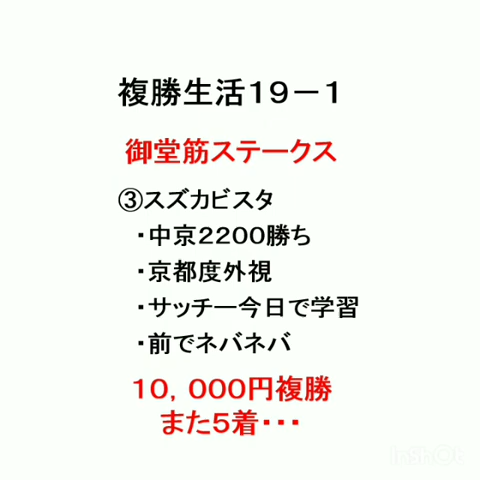 複勝生活19－1
御堂筋ステークス
③スズカビスタ
・中京2200勝ち
・京都度外視
・サッチー今日で学習
・前でネバネバ
10，000円複勝
また5着・・・
InShOt